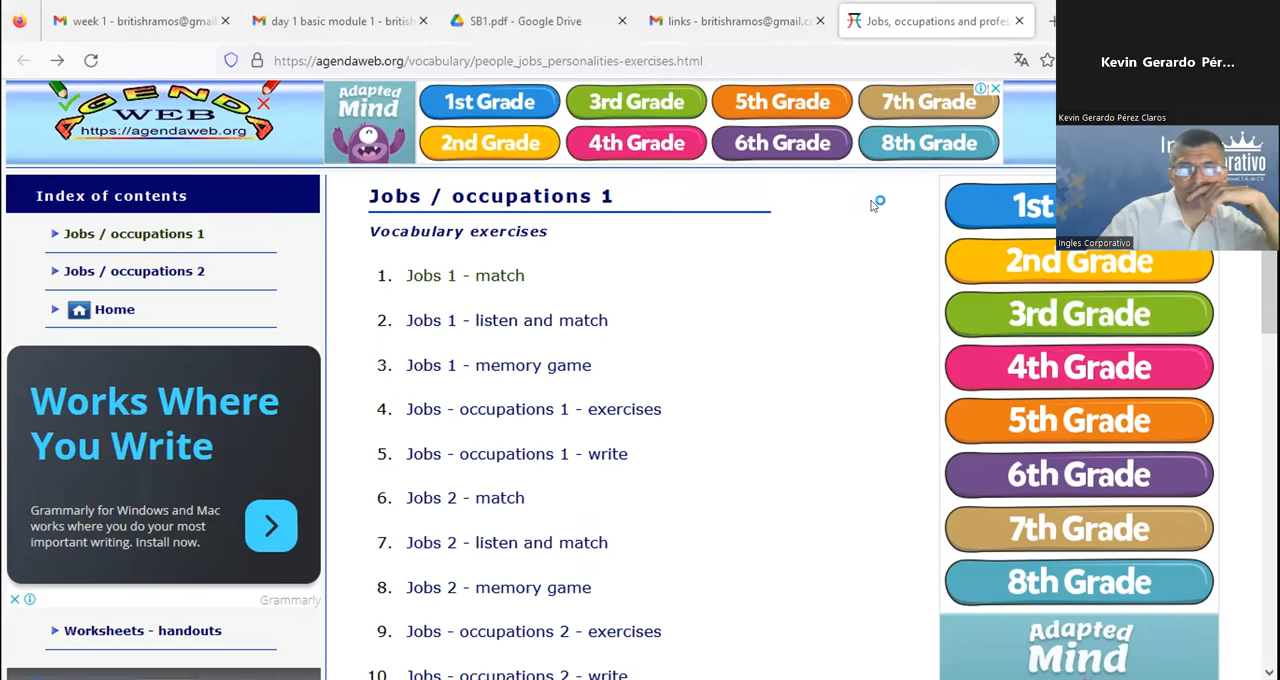 week 1 - britishramos@gmail
day 1 basic module 1 - british
SB1.pdf - Google Drive
links - britishramos@gmail.c
Jobs, occupations and profe
https://agendaweb.org/vocabulary/people_jobs_personalities-exercises.html
Kevin Gerardo Pér...
Kevin Gerardo Pérez Claros
Ingles Corporativo
AGENDA
WEB
https://agendaweb.org
Adapted
Mind
1st Grade
3rd Grade
5th Grade
7th Grade
2nd Grade
4th Grade
6th Grade
8th Grade
Index of contents
Jobs / occupations 1
Jobs / occupations 2
Home
Works Where
You Write
Grammarly for Windows and Mac
works where you do your most
important writing. Install now.
Grammarly
Worksheets - handouts
Jobs / occupations 1
Vocabulary exercises
1. Jobs 1 - match
2. Jobs 1 - listen and match
3. Jobs 1 - memory game
4. Jobs - occupations 1 - exercises
5. Jobs - occupations 1 - write
6. Jobs 2 - match
7. Jobs 2 - listen and match
8. Jobs 2 - memory game
9. Jobs - occupations 2 - exercises
10. Jobs - occupations 2 - write
1st
2nd Grade
3rd Grade
4th Grade
5th Grade
6th Grade
7th Grade
8th Grade
Adapted
Mind